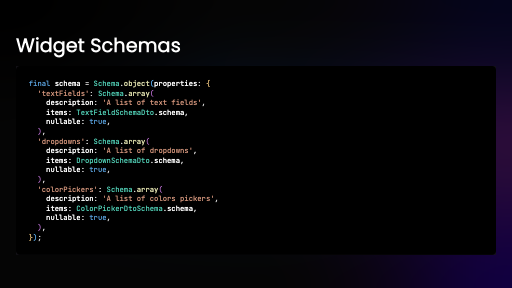 Widget Schemas
final schema = Schema.object(properties: {
  'textFields': Schema.array(
    description: 'A list of text fields',
    items: TextFieldSchemaDto.schema,
    nullable: true,
  ),
  'dropdowns': Schema.array(
    description: 'A list of dropdowns',
    items: DropdownSchemaDto.schema,
    nullable: true,
  ),
  'colorPickers': Schema.array(
    description: 'A list of colors pickers',
    items: ColorPickerDtoSchema.schema,
    nullable: true,
  ),
});